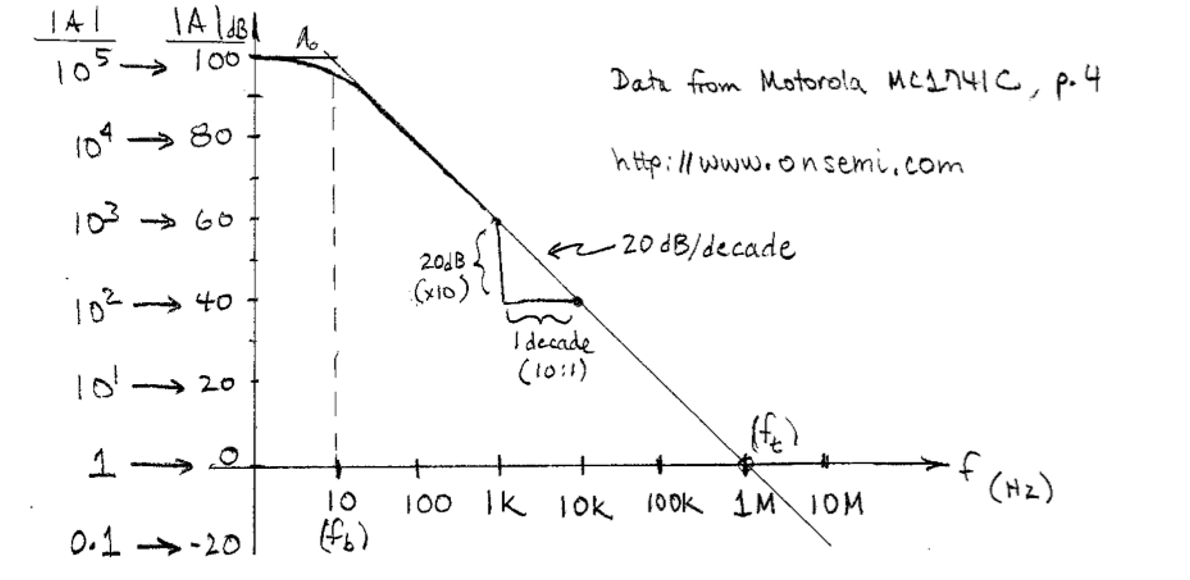 |A| |A|dB
A₀
10⁵ → 100
Data from Motorola MC1741C, p. 4
10⁴ → 80
http://www.onsemi.com
10³ → 60
20 dB/decade
20dB
(x10)
10² → 40
1 decade
(10:1)
10¹ → 20
(fₜ)
1 → 0
f (Hz)
10 100 1K 10K 100K 1M 10M
(f_b)
0.1 → -20